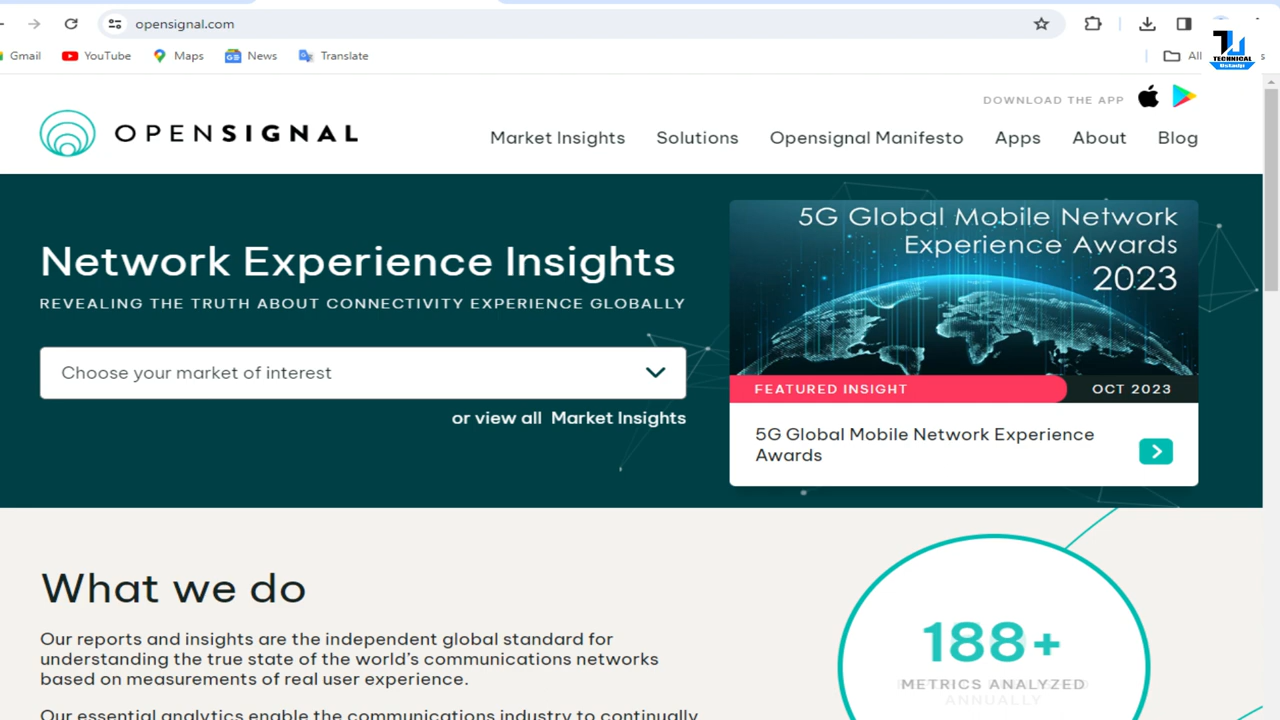 opensignal.com
Gmail YouTube Maps News Translate All
TECHNICAL
Ustadji
DOWNLOAD THE APP
OPENSIGNAL
Market Insights Solutions Opensignal Manifesto Apps About Blog
Network Experience Insights
REVEALING THE TRUTH ABOUT CONNECTIVITY EXPERIENCE GLOBALLY
Choose your market of interest
or view all Market Insights
5G Global Mobile Network
Experience Awards
2023
FEATURED INSIGHT OCT 2023
5G Global Mobile Network Experience
Awards
What we do
Our reports and insights are the independent global standard for
understanding the true state of the world's communications networks
based on measurements of real user experience.
Our essential analytics enable the communications industry to continually
188+
METRICS ANALYZED
ANNUALLY